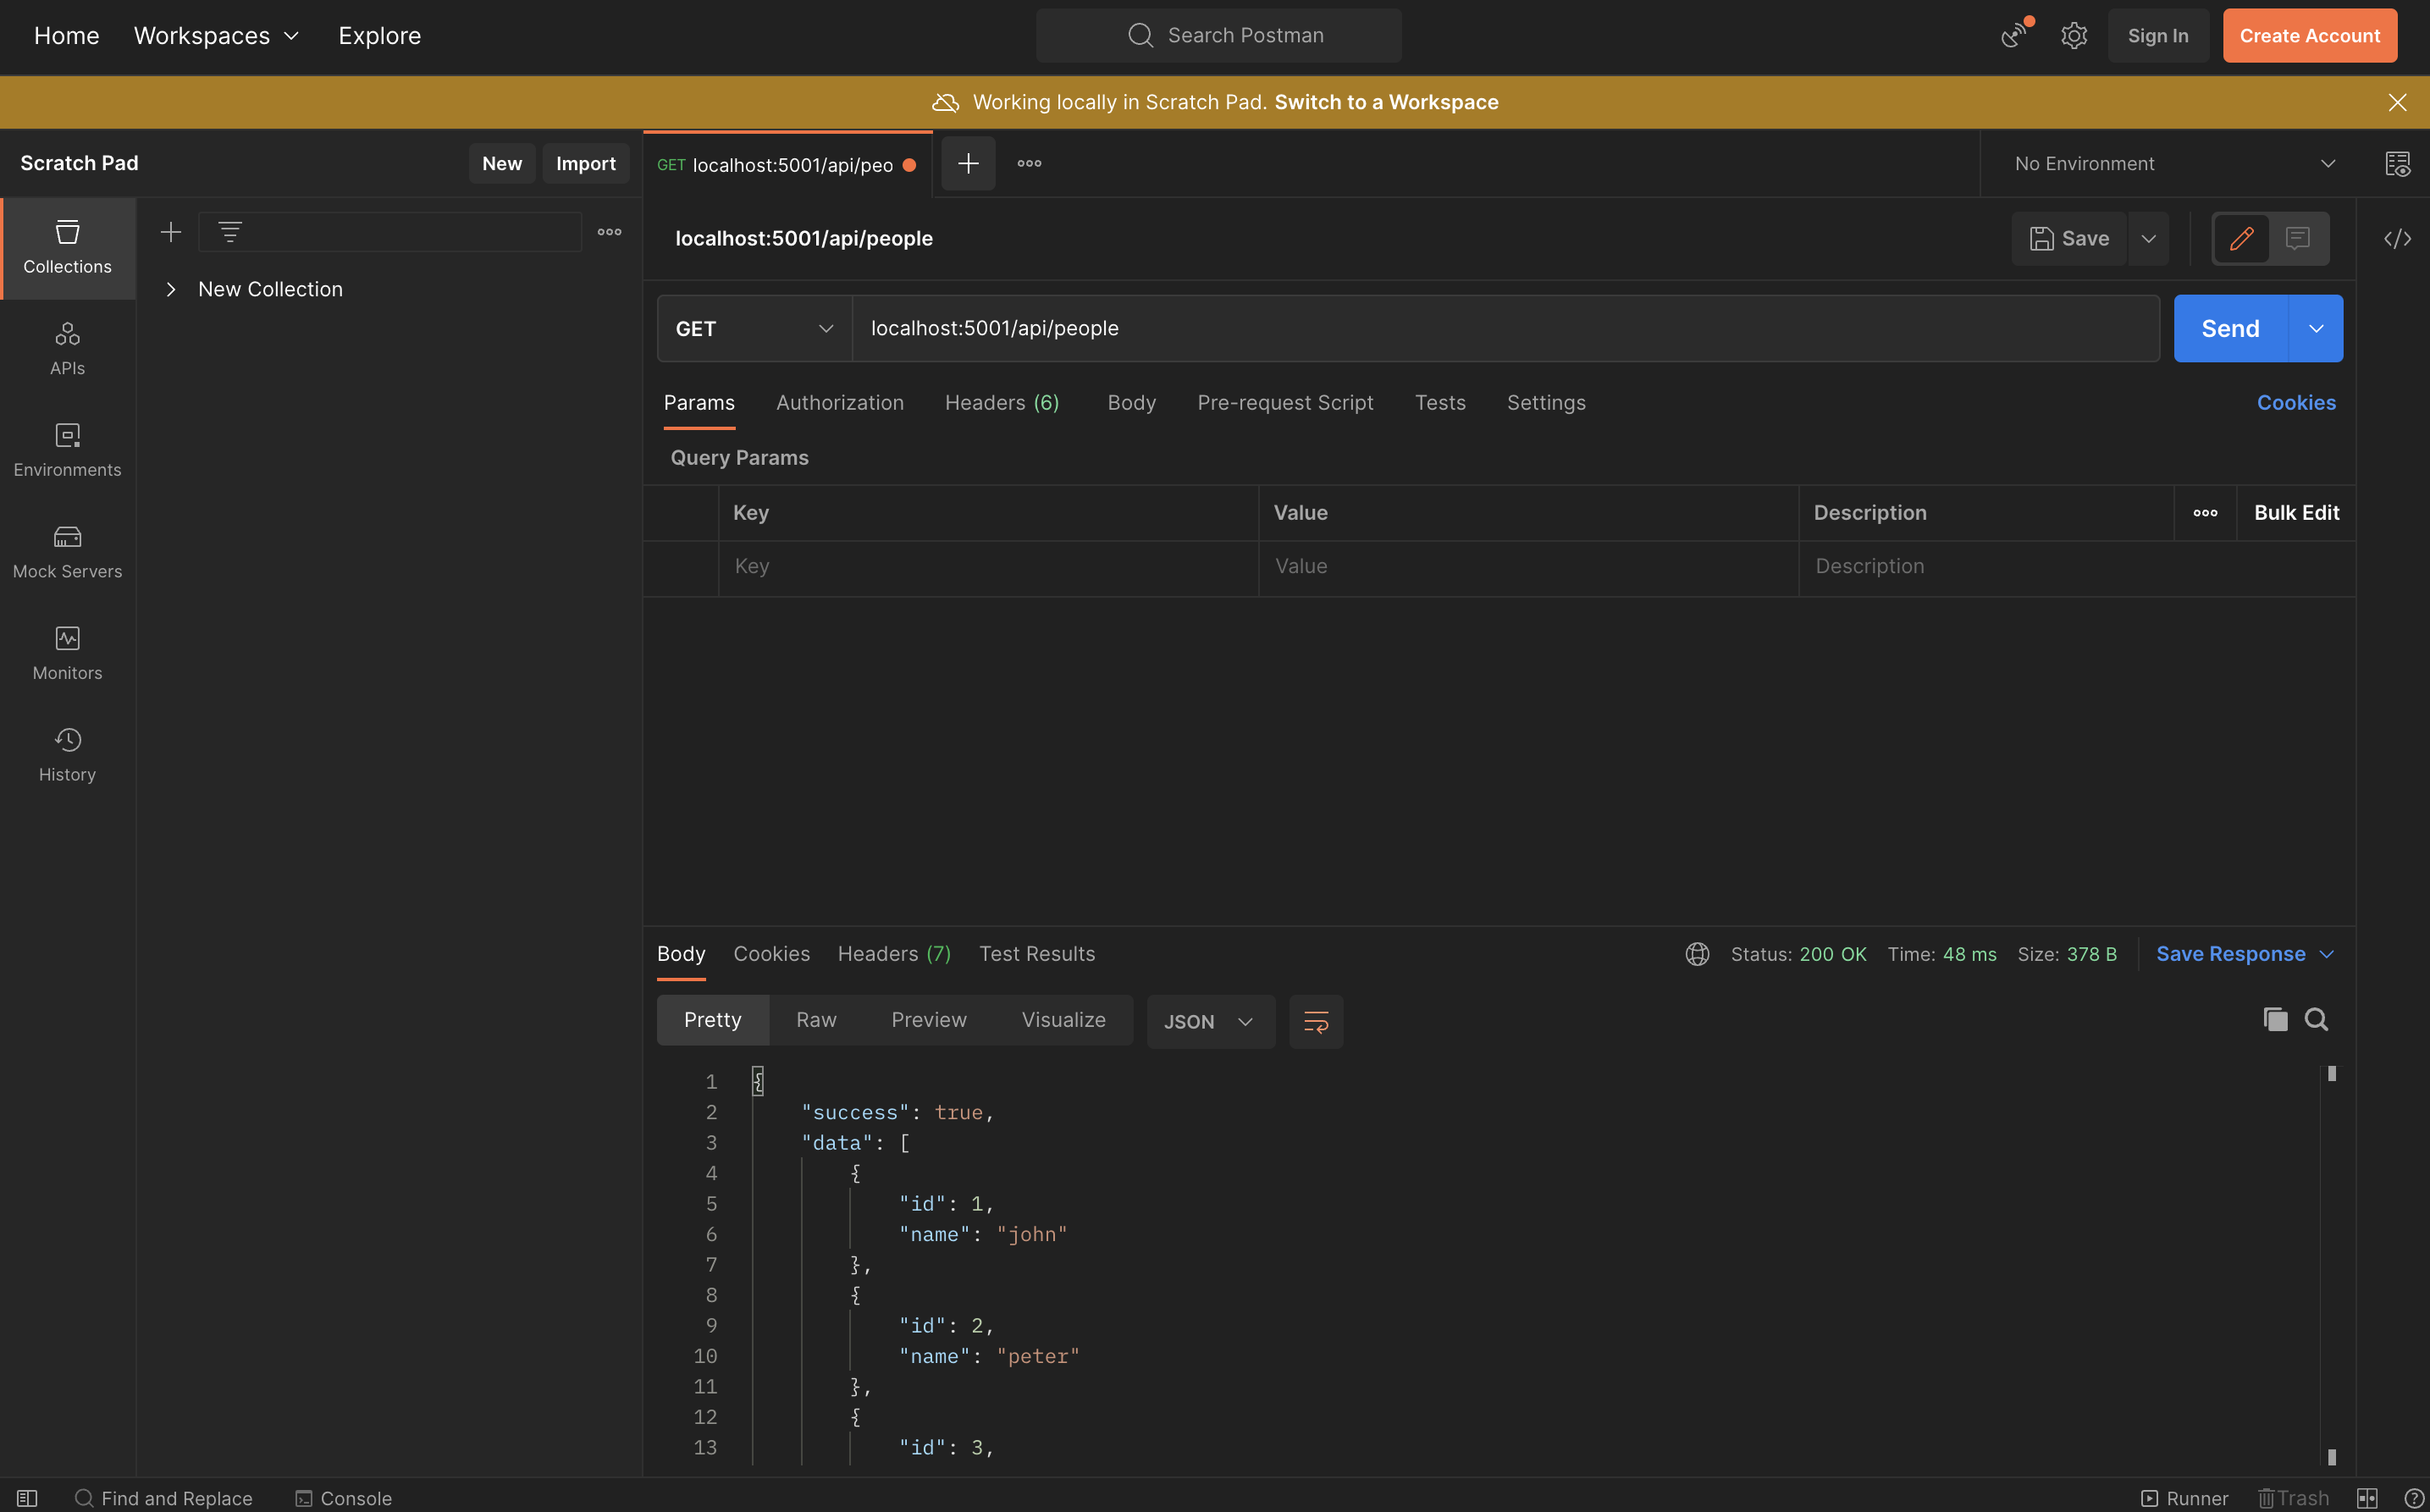 Home Workspaces Explore Search Postman Sign In Create Account
Working locally in Scratch Pad. Switch to a Workspace
Scratch Pad New Import GET localhost:5001/api/peo No Environment
localhost:5001/api/people Save
Collections
New Collection
GET localhost:5001/api/people Send
APIs
Params Authorization Headers (6) Body Pre-request Script Tests Settings Cookies
Environments
Query Params
Key Value Description Bulk Edit
Key Value Description
Mock Servers
Monitors
History
Body Cookies Headers (7) Test Results Status: 200 OK Time: 48 ms Size: 378 B Save Response
Pretty Raw Preview Visualize JSON
1 {
2 "success": true,
3 "data": [
4 {
5 "id": 1,
6 "name": "john"
7 },
8 {
9 "id": 2,
10 "name": "peter"
11 },
12 {
13 "id": 3,
Find and Replace Console Runner Trash